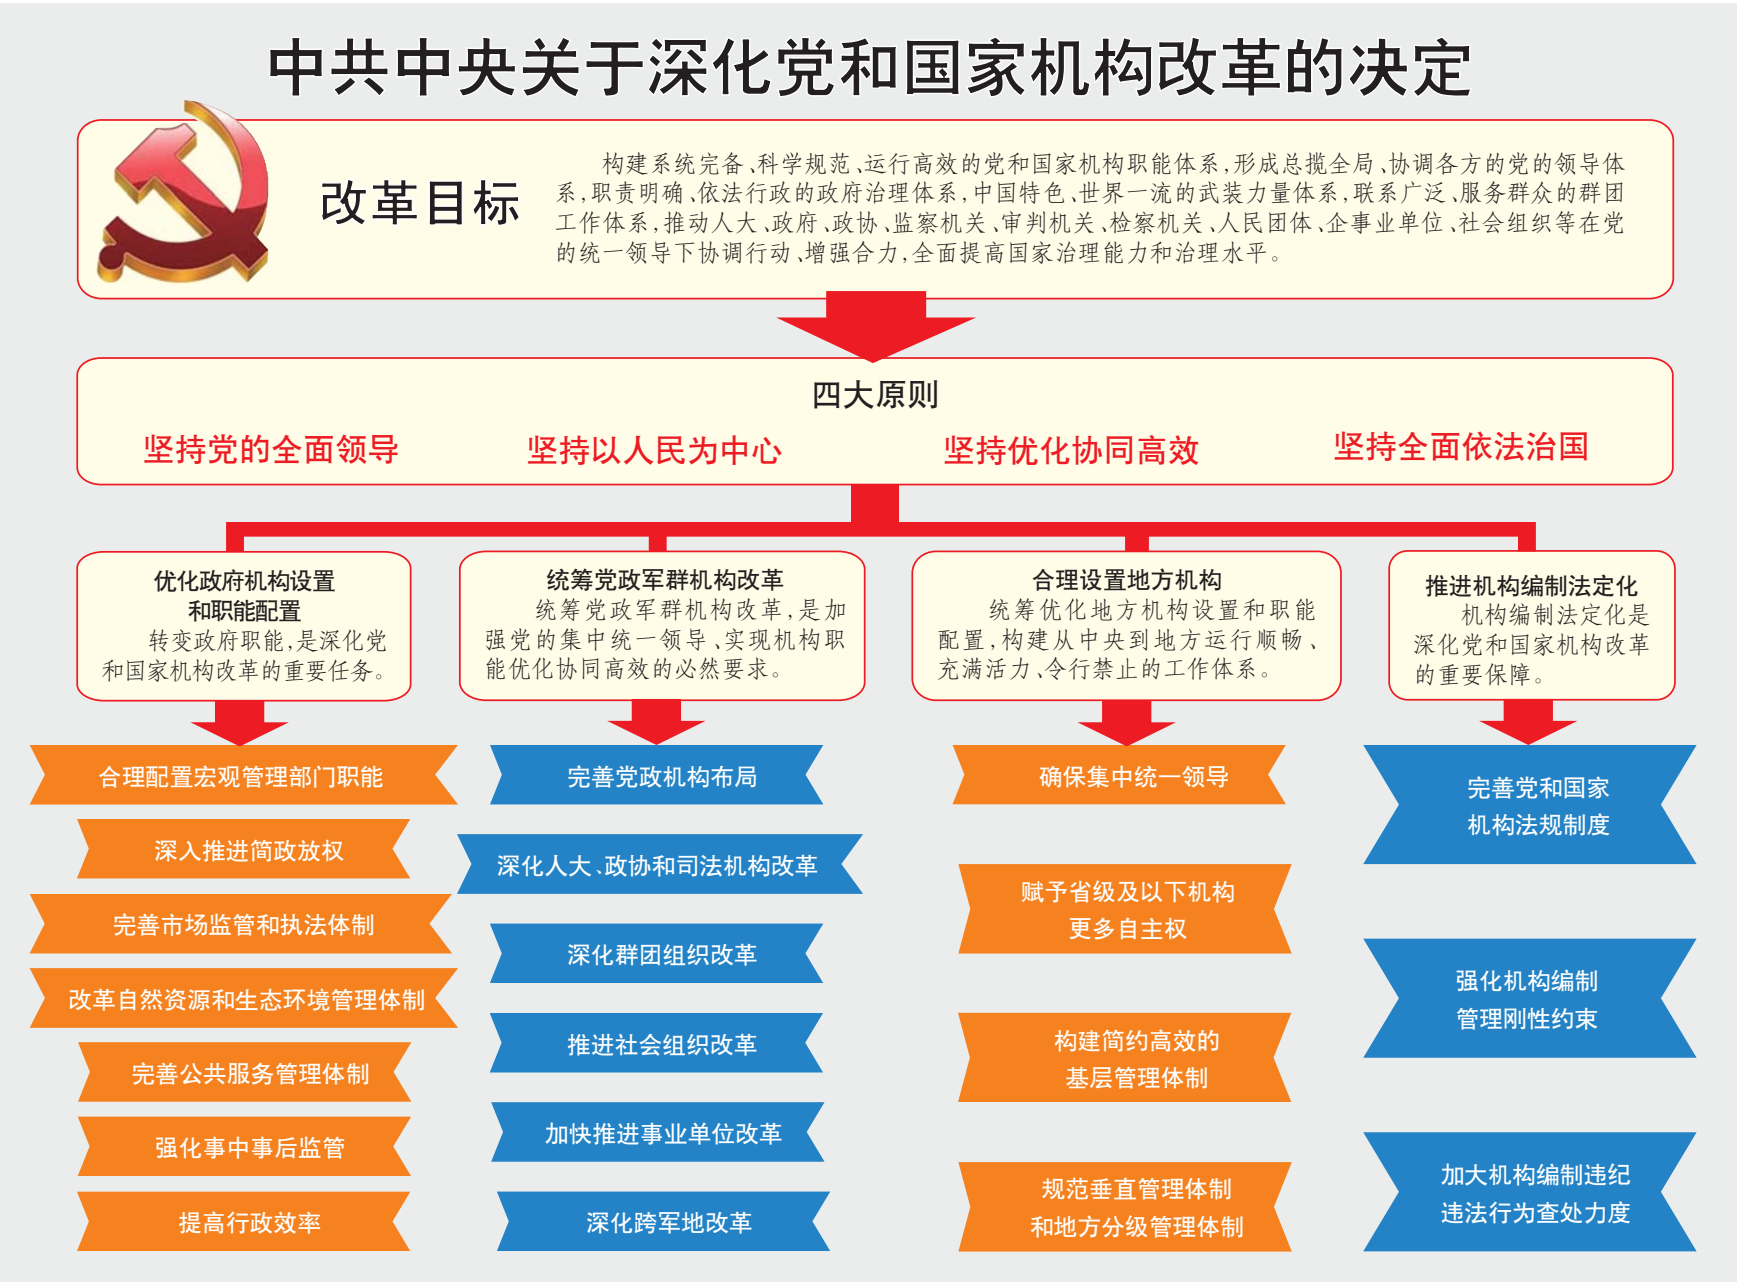 中共中央关于深化党和国家机构改革的决定
改革目标
构建系统完备、科学规范、运行高效的党和国家机构职能体系,形成总揽全局、协调各方的党的领导体
系,职责明确、依法行政的政府治理体系,中国特色、世界一流的武装力量体系,联系广泛、服务群众的群团
工作体系,推动人大、政府、政协、监察机关、审判机关、检察机关、人民团体、企事业单位、社会组织等在党
的统一领导下协调行动、增强合力,全面提高国家治理能力和治理水平。
四大原则
坚持党的全面领导
坚持以人民为中心
坚持优化协同高效
坚持全面依法治国
优化政府机构设置
和职能配置
转变政府职能,是深化党
和国家机构改革的重要任务。
合理配置宏观管理部门职能
深入推进简政放权
完善市场监管和执法体制
改革自然资源和生态环境管理体制
完善公共服务管理体制
强化事中事后监管
提高行政效率
统筹党政军群机构改革
统筹党政军群机构改革,是加
强党的集中统一领导、实现机构职
能优化协同高效的必然要求。
完善党政机构布局
深化人大、政协和司法机构改革
深化群团组织改革
推进社会组织改革
加快推进事业单位改革
深化跨军地改革
合理设置地方机构
统筹优化地方机构设置和职能
配置,构建从中央到地方运行顺畅、
充满活力、令行禁止的工作体系。
确保集中统一领导
赋予省级及以下机构
更多自主权
构建简约高效的
基层管理体制
规范垂直管理体制
和地方分级管理体制
推进机构编制法定化
机构编制法定化是
深化党和国家机构改革
的重要保障。
完善党和国家
机构法规制度
强化机构编制
管理刚性约束
加大机构编制违纪
违法行为查处力度